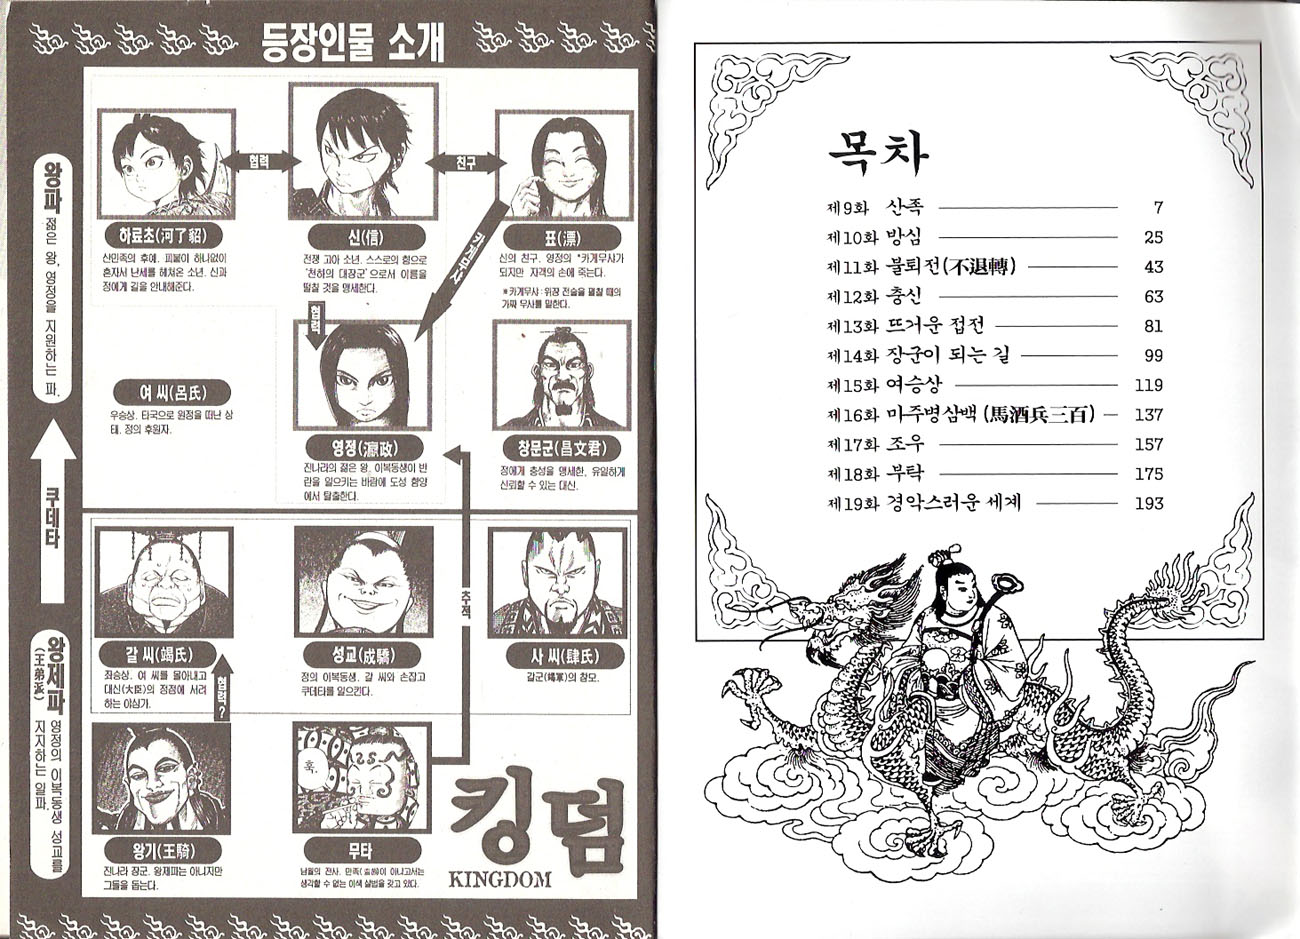 등장인물 소개
왕파 젊은 왕, 영정을 지원하는 파.
쿠데타
왕제파(王弟派) 영정의 이복동생 성교를
지지하는 일파.
협력
친구
하료초(河了貂)
산민족의 후예. 피붙이 하나없이
혼자서 난세를 헤쳐온 소년. 신과
정에게 길을 안내해준다.
신(信)
전쟁 고아 소년. 스스로의 힘으로
'천하의 대장군'으로서 이름을
떨칠 것을 맹세한다.
표(漂)
신의 친구. 영정의 *카게무사가
되지만 자객의 손에 죽는다.
※카게무사 : 위장 전술을 펼칠 때의
가짜 무사를 말한다.
카게무사
협력
여 씨(呂氏)
우승상. 타국으로 원정을 떠난 상
태. 정의 후원자.
영정(瀛政)
진나라의 젊은 왕. 이복동생이 반
란을 일으키는 바람에 도성 함양
에서 탈출한다.
창문군(昌文君)
정에게 충성을 맹세한, 유일하게
신뢰할 수 있는 대신.
추적
갈 씨(竭氏)
좌승상. 여 씨를 몰아내고
대신(大臣)의 정점에 서려
하는 야심가.
성교(成驕)
정의 이복동생. 갈 씨와 손잡고
쿠데타를 일으킨다.
사 씨(肆氏)
갈군(竭軍)의 참모.
협력?
왕기(王騎)
진나라 장군. 왕제파는 아니지만
그들을 돕는다.
훅.
무타
남월의 전사. 민족이 아니고서는
생각할 수 없는 이색 살법을 갖고 있다.
킹덤
KINGDOM
목차
제9화 산족 7
제10화 방심 25
제11화 불퇴전(不退轉) 43
제12화 충신 63
제13화 뜨거운 접전 81
제14화 장군이 되는 길 99
제15화 여승상 119
제16화 마주병삼백(馬酒兵三百) 137
제17화 조우 157
제18화 부탁 175
제19화 경악스러운 세계 193